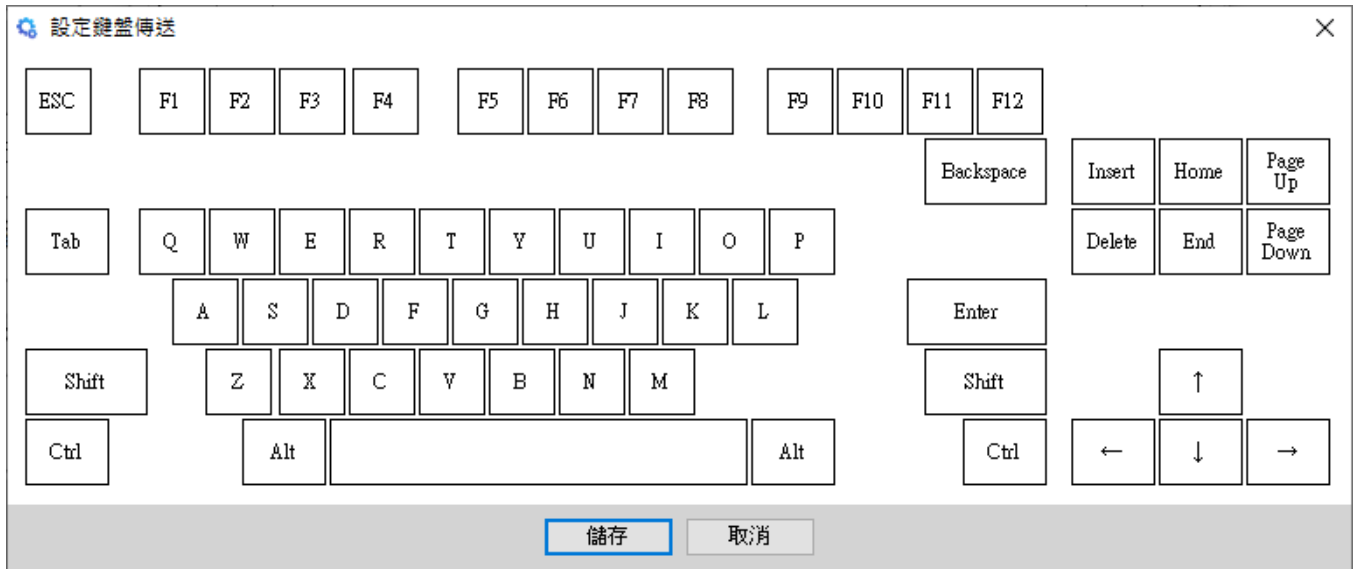 設定鍵盤傳送
ESC F1 F2 F3 F4 F5 F6 F7 F8 F9 F10 F11 F12
Backspace Insert Home Page Up
Tab Q W E R T Y U I O P Delete End Page Down
A S D F G H J K L Enter
Shift Z X C V B N M Shift ↑
Ctrl Alt Alt Ctrl ← ↓ →
儲存 取消